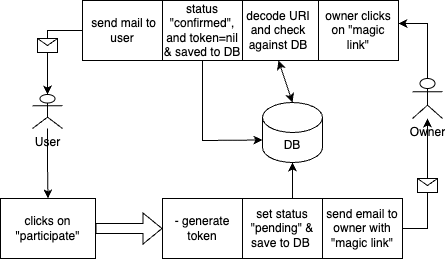 send mail to
user
status
"confirmed",
and token=nil
& saved to DB
decode URI
and check
against DB
owner clicks
on "magic
link"
User
DB
Owner
clicks on
"participate"
- generate
token
set status
"pending" &
save to DB
send email to
owner with
"magic link"